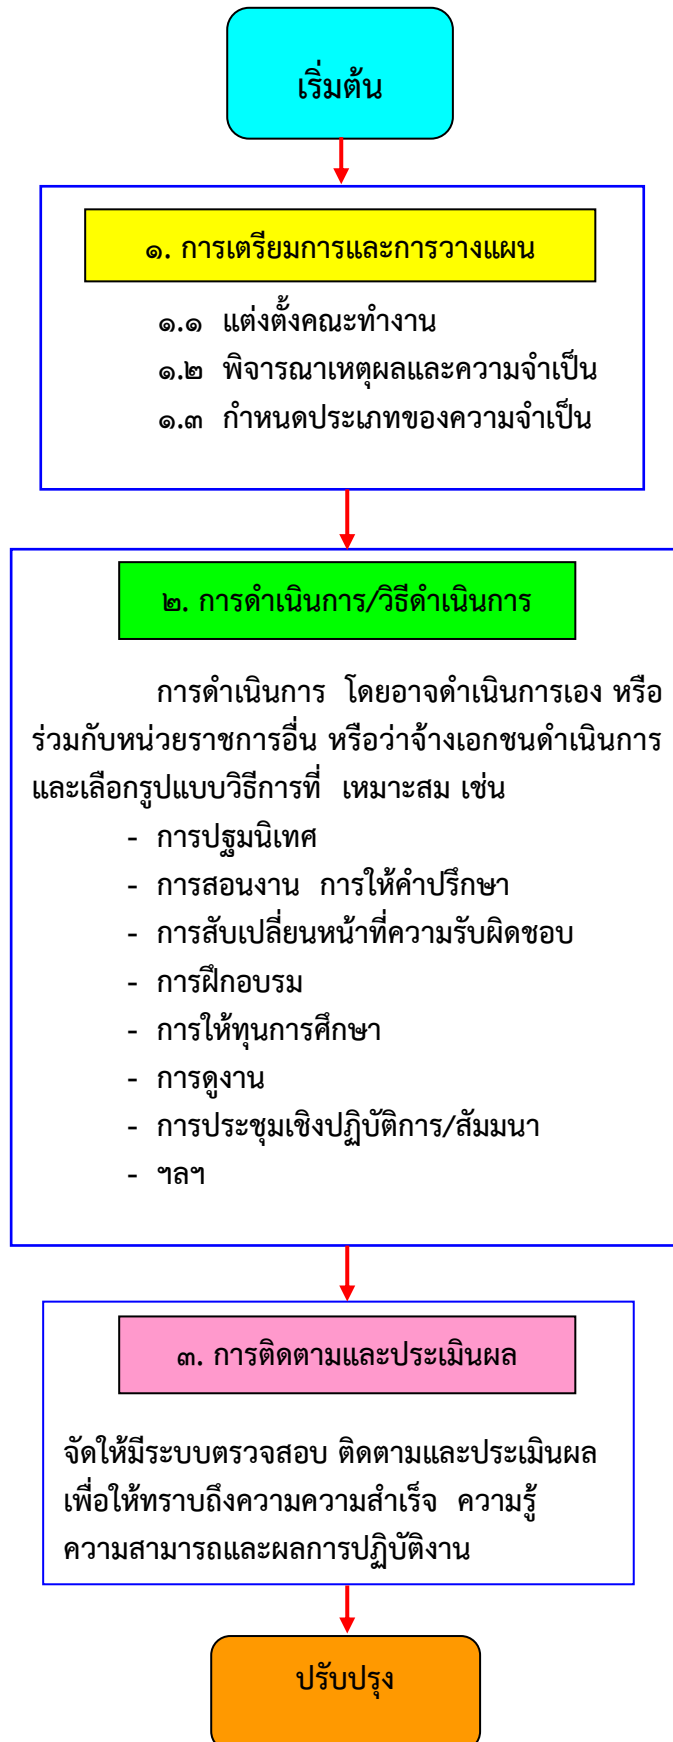 เริ่มต้น
๑. การเตรียมการและการวางแผน
๑.๑ แต่งตั้งคณะทำงาน
๑.๒ พิจารณาเหตุผลและความจำเป็น
๑.๓ กำหนดประเภทของความจำเป็น
๒. การดำเนินการ/วิธีดำเนินการ
การดำเนินการ โดยอาจดำเนินการเอง หรือ
ร่วมกับหน่วยราชการอื่น หรือว่าจ้างเอกชนดำเนินการ
และเลือกรูปแบบวิธีการที่ เหมาะสม เช่น
- การปฐมนิเทศ
- การสอนงาน การให้คำปรึกษา
- การสับเปลี่ยนหน้าที่ความรับผิดชอบ
- การฝึกอบรม
- การให้ทุนการศึกษา
- การดูงาน
- การประชุมเชิงปฏิบัติการ/สัมมนา
- ฯลฯ
๓. การติดตามและประเมินผล
จัดให้มีระบบตรวจสอบ ติดตามและประเมินผล
เพื่อให้ทราบถึงความความสำเร็จ ความรู้
ความสามารถและผลการปฏิบัติงาน
ปรับปรุง